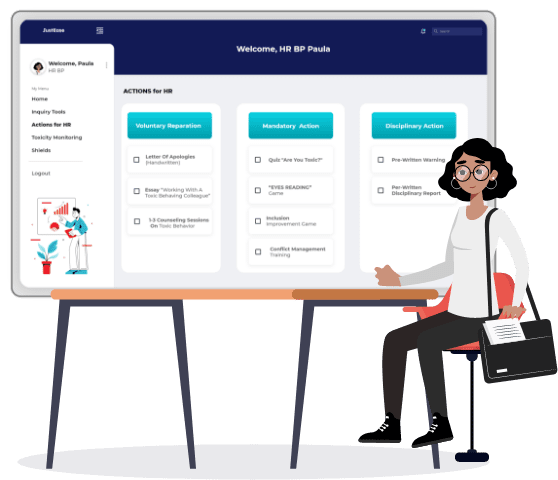 JustEase
Search
Welcome, HR BP Paula
Welcome, Paula
HR BP
My Menu
Home
Inquiry Tools
Actions for HR
Toxicity Monitoring
Shields
Logout
ACTIONS for HR
Voluntary Reparation
Letter Of Apologies
(Handwritten)
Essay "Working With A
Toxic Behaving Colleague"
1-3 Counseling Sessions
On Toxic Behavior
Mandatory Action
Quiz "Are You Toxic?"
"EYES READING"
Game
Inclusion
Improvement Game
Conflict Management
Training
Disciplinary Action
Pre-Written Warning
Per-Written
Disciplinary Report